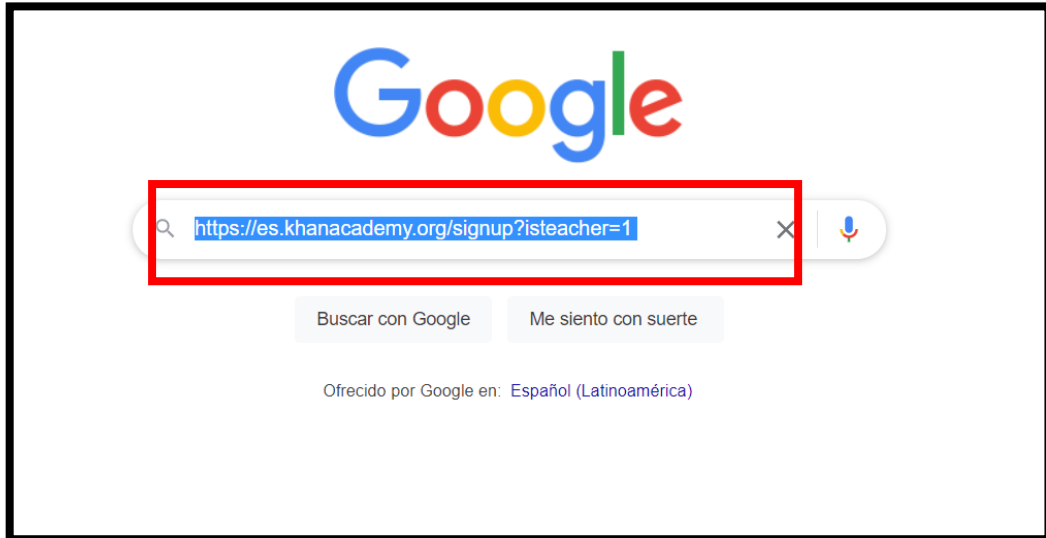 Google
https://es.khanacademy.org/signup?isteacher=1
Buscar con Google Me siento con suerte
Ofrecido por Google en: Español (Latinoamérica)